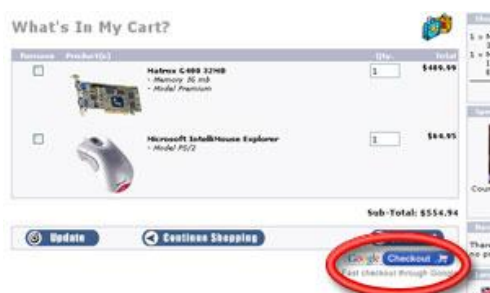 What's In My Cart?
Remove Product(s) Qty. Total
Matrox G400 32MB
- Memory 16 mb
- Model Premium
1
$489.99
Microsoft IntelliMouse Explorer
- Model PS/2
1
$64.95
Sub-Total: $554.94
Update
Continue Shopping
Google Checkout
Fast checkout through Google